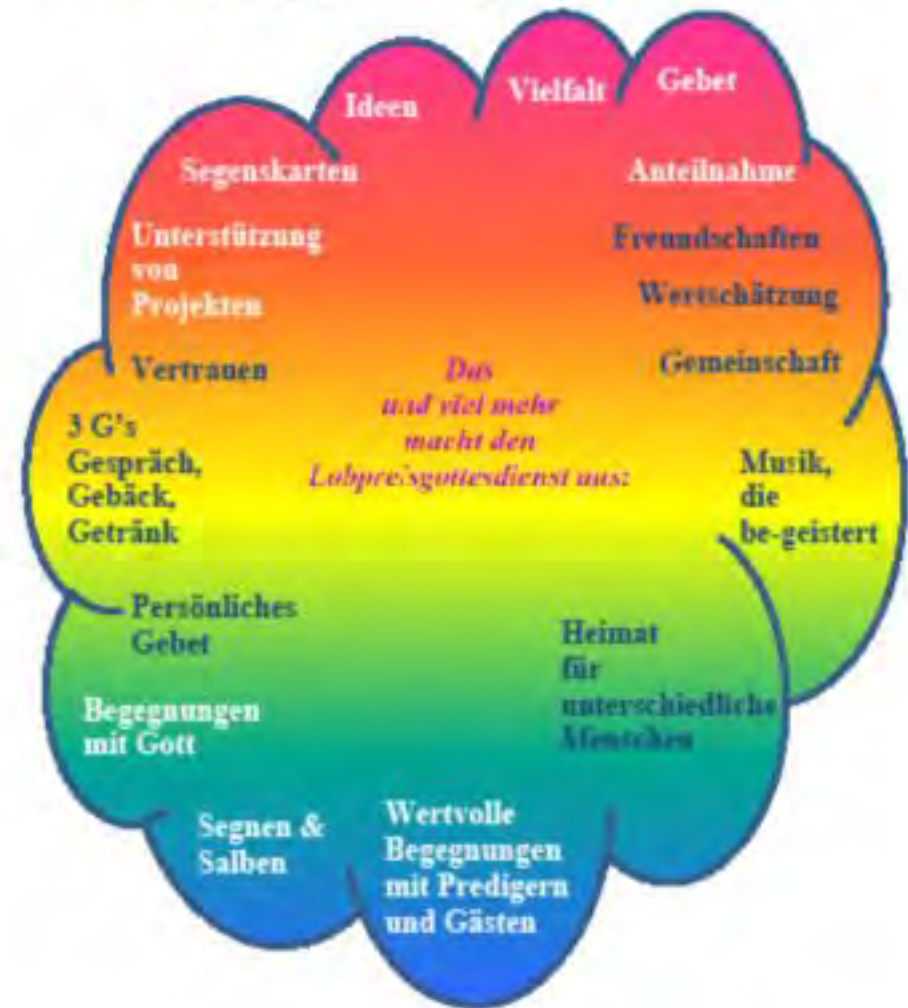 Ideen
Vielfalt
Gebet
Segenskarten
Anteilnahme
Unterstützung
von
Projekten
Freundschaften
Wertschätzung
Gemeinschaft
Vertrauen
Das
und viel mehr
macht den
Lobpreisgottesdienst aus:
3 G's
Gespräch,
Gebäck,
Getränk
Musik,
die
be-geistert
Persönliches
Gebet
Heimat
für
unterschiedliche
Menschen
Begegnungen
mit Gott
Segnen &
Salben
Wertvolle
Begegnungen
mit Predigern
und Gästen